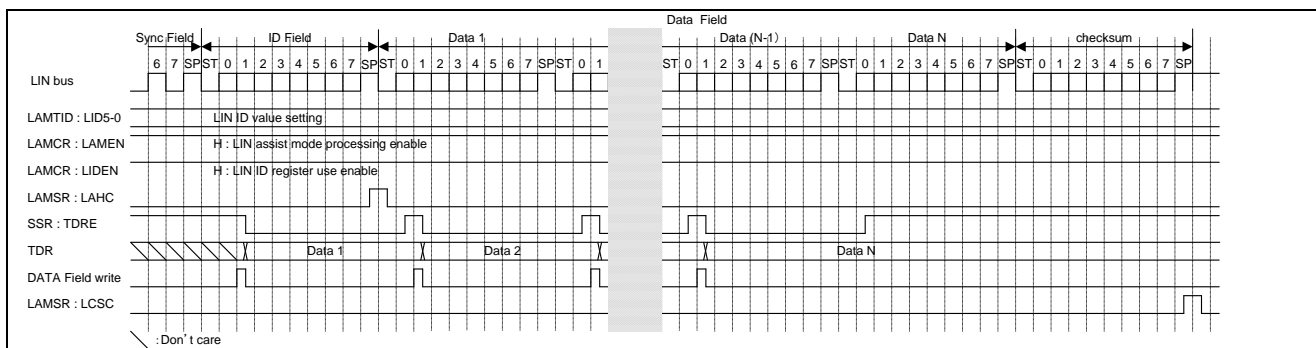 Data Field
Sync Field ID Field Data 1 Data (N-1) Data N checksum
6 7 SP ST 0 1 2 3 4 5 6 7 SP ST 0 1 2 3 4 5 6 7 SP ST 0 1 ST 0 1 2 3 4 5 6 7 SP ST 0 1 2 3 4 5 6 7 SP ST 0 1 2 3 4 5 6 7 SP
LIN bus
LAMTID : LID5-0 LIN ID value setting
LAMCR : LAMEN H : LIN assist mode processing enable
LAMCR : LIDEN H : LIN ID register use enable
LAMSR : LAHC
SSR : TDRE
TDR Data 1 Data 2 Data N
DATA Field write
LAMSR : LCSC
: Don't care